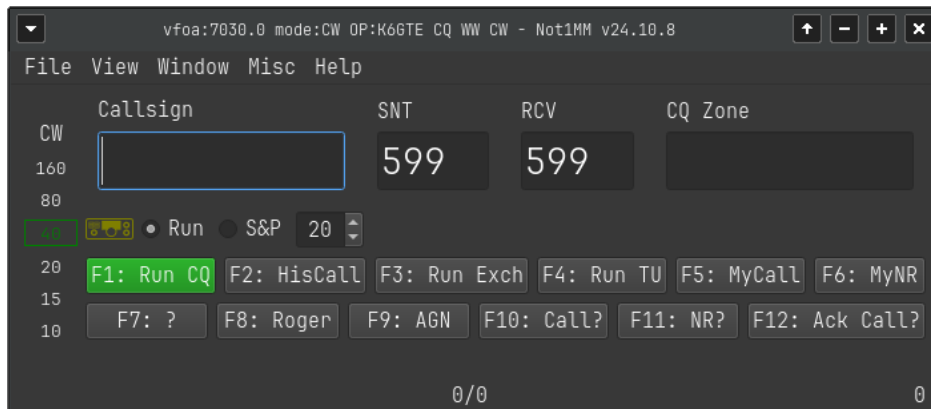 vfoa:7030.0 mode:CW OP:K6GTE CQ WW CW - Not1MM v24.10.8
File View Window Misc Help
Callsign SNT RCV CQ Zone
CW
599 599
160
80
40 Run S&P 20
20 F1: Run CQ F2: HisCall F3: Run Exch F4: Run TU F5: MyCall F6: MyNR
15
10 F7: ? F8: Roger F9: AGN F10: Call? F11: NR? F12: Ack Call?
0/0 0